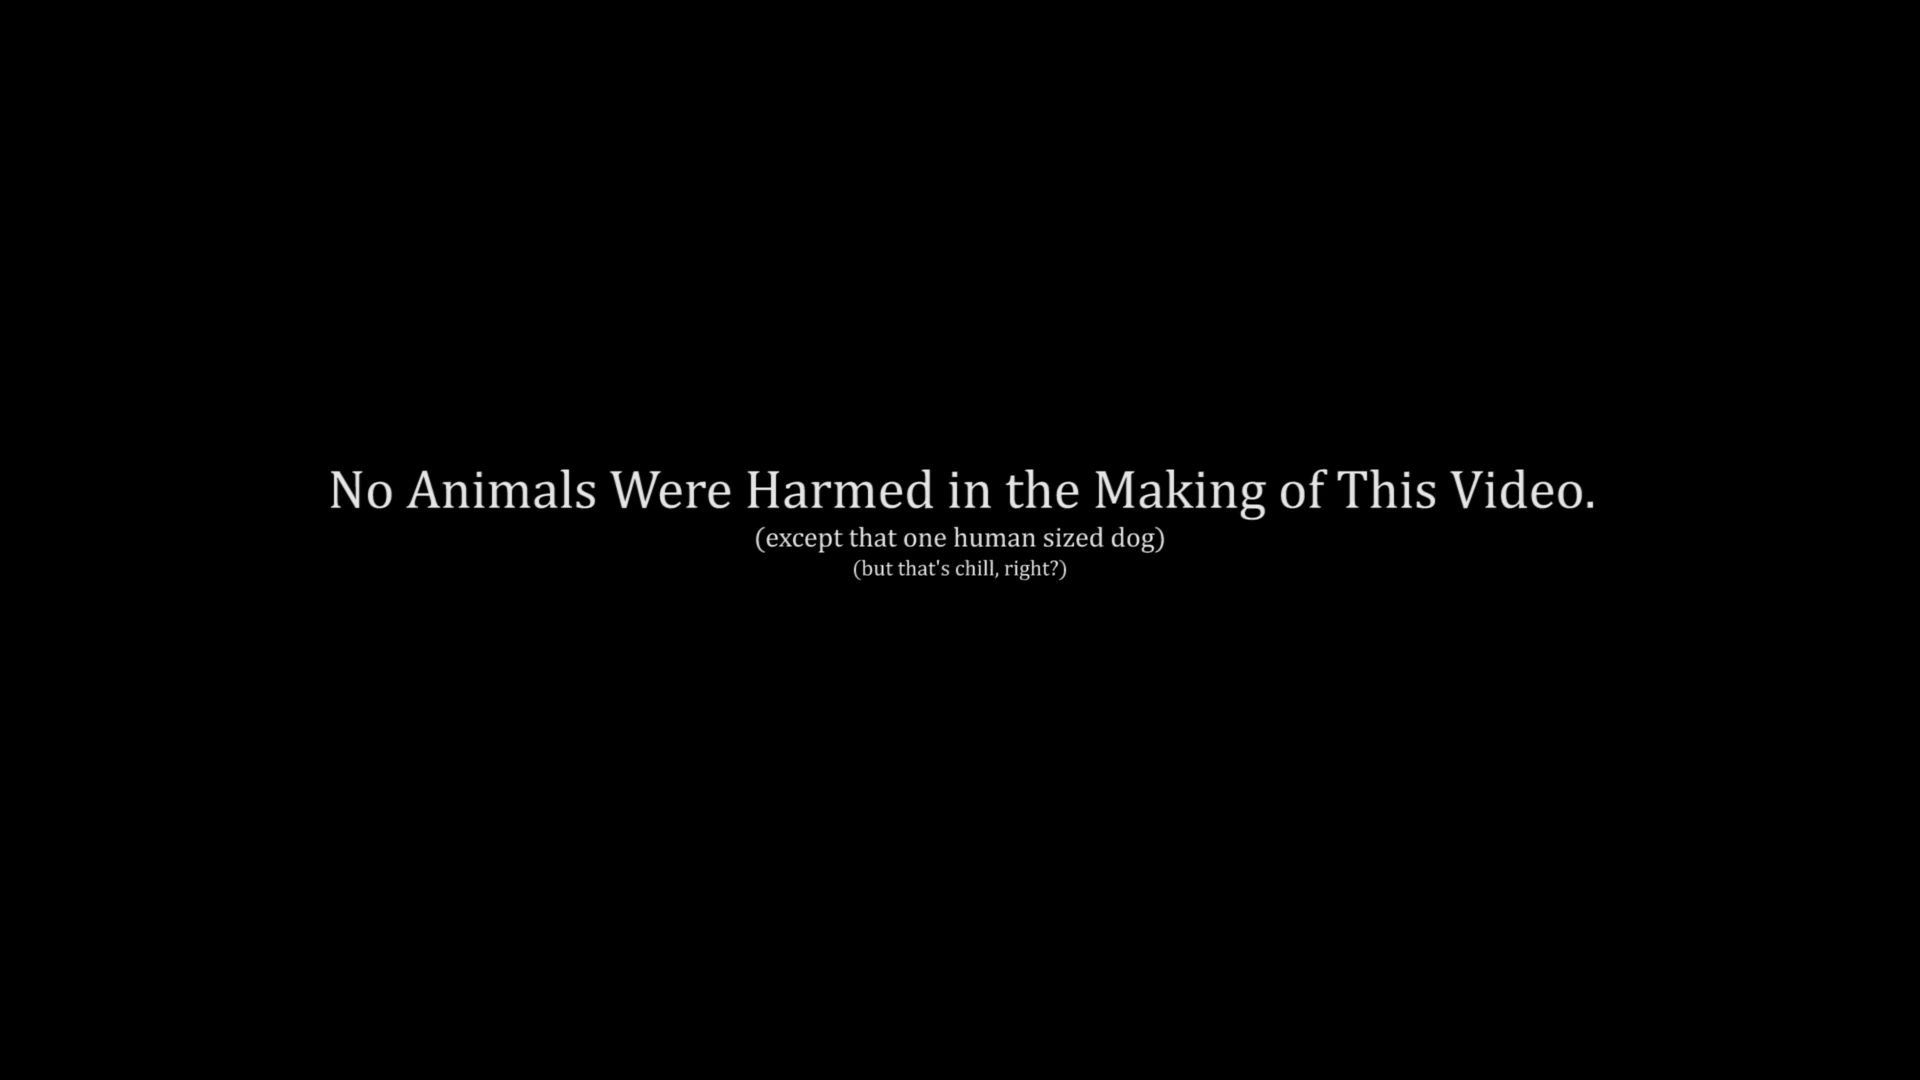 No Animals Were Harmed in the Making of This Video.
(except that one human sized dog)
(but that's chill, right?)